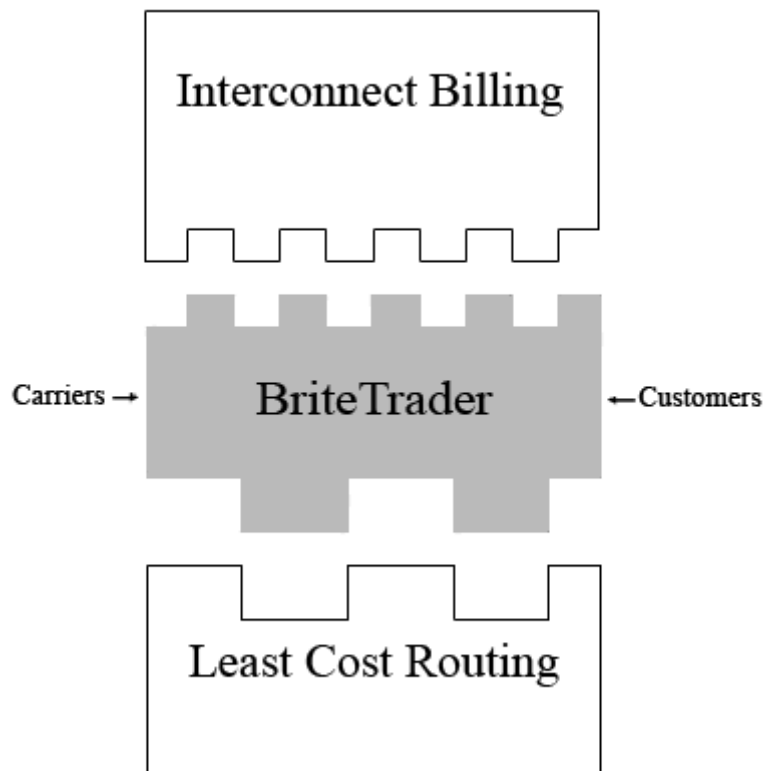 Interconnect Billing
Carriers
BriteTrader
Customers
Least Cost Routing